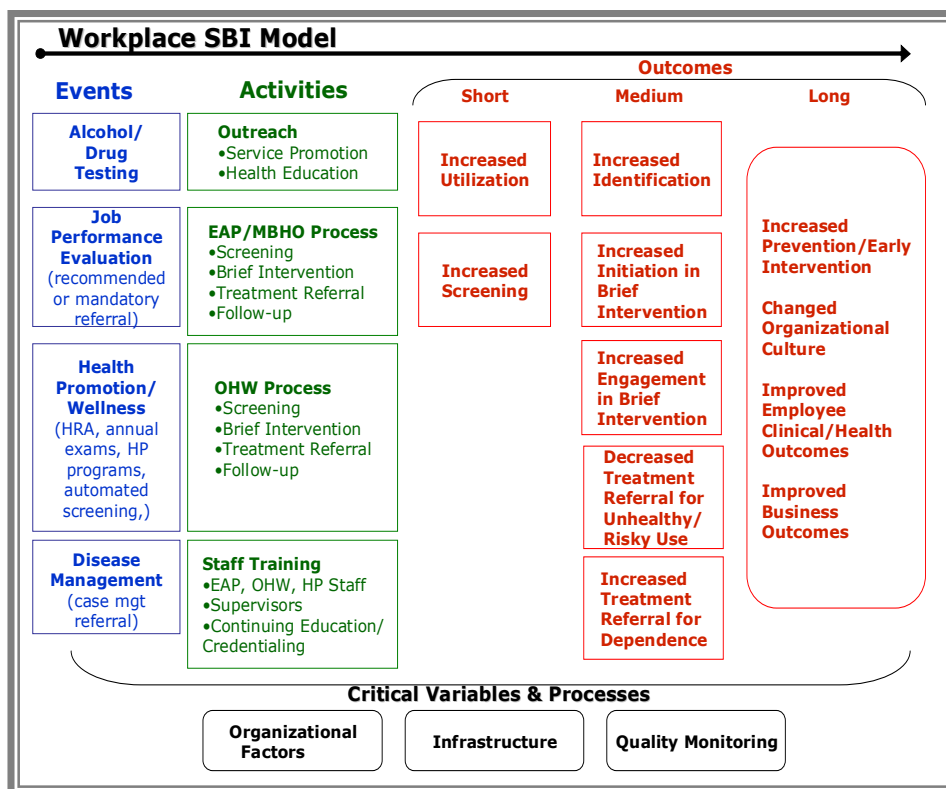 Workplace SBI Model
Outcomes
Events
Activities
Short
Medium
Long
Alcohol/
Drug
Testing
Job
Performance
Evaluation
(recommended
or mandatory
referral)
Health
Promotion/
Wellness
(HRA, annual
exams, HP
programs,
automated
screening,)
Disease
Management
(case mgt
referral)
Outreach
•Service Promotion
•Health Education
EAP/MBHO Process
•Screening
•Brief Intervention
•Treatment Referral
•Follow-up
OHW Process
•Screening
•Brief Intervention
•Treatment Referral
•Follow-up
Staff Training
•EAP, OHW, HP Staff
•Supervisors
•Continuing Education/
Credentialing
Increased
Utilization
Increased
Screening
Increased
Identification
Increased
Initiation in
Brief
Intervention
Increased
Engagement
in Brief
Intervention
Decreased
Treatment
Referral for
Unhealthy/
Risky Use
Increased
Treatment
Referral for
Dependence
Increased
Prevention/Early
Intervention
Changed
Organizational
Culture
Improved
Employee
Clinical/Health
Outcomes
Improved
Business
Outcomes
Critical Variables & Processes
Organizational
Factors
Infrastructure
Quality Monitoring